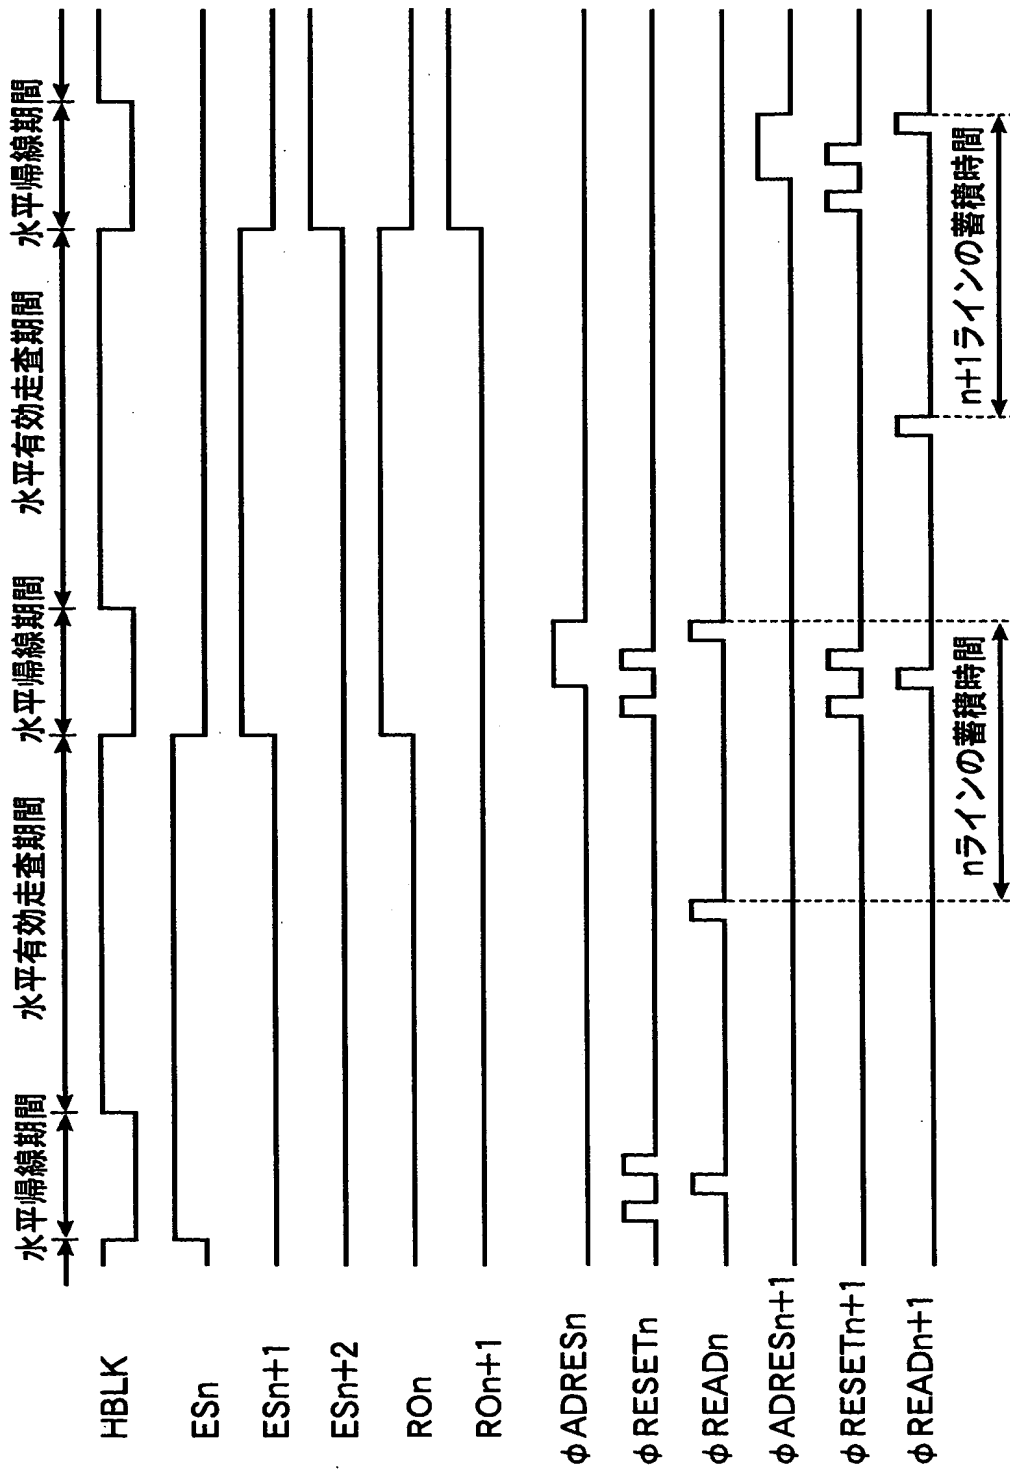 水平帰線期間
水平有効走査期間
水平帰線期間
水平有効走査期間
水平帰線期間
HBLK
ESn
ESn+1
ESn+2
ROn
ROn+1
φADRESn
φRESETn
φREADn
φADRESn+1
φRESETn+1
φREADn+1
nラインの蓄積時間
n+1ラインの蓄積時間